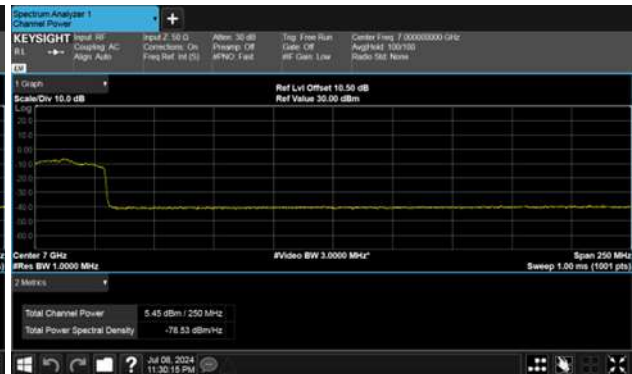 Spectrum Analyzer 1
Channel Power
KEYSIGHT
Input: RF
Coupling: AC
Align: Auto
Input Z: 50 Ω
Corrections: On
Freq Ref: Int (S)
Atten: 30 dB
Preamp: Off
#PNO: Fast
Trig: Free Run
Gate: Off
#IF Gain: Low
Center Freq: 7.000000000 GHz
Avg|Hold: 100/100
Radio Std: None
R L
1 Graph
Scale/Div 10.0 dB
Ref Lvl Offset 10.50 dB
Ref Value 30.00 dBm
Log
20.0
10.0
0.00
-10.0
-20.0
-30.0
-40.0
-50.0
-60.0
Center 7 GHz
#Res BW 1.0000 MHz
#Video BW 3.0000 MHz*
Span 250 MHz
Sweep 1.00 ms (1001 pts)
2 Metrics
Total Channel Power 5.45 dBm / 250 MHz
Total Power Spectral Density -78.53 dBm/Hz
?
Jul 08, 2024
11:30:15 PM